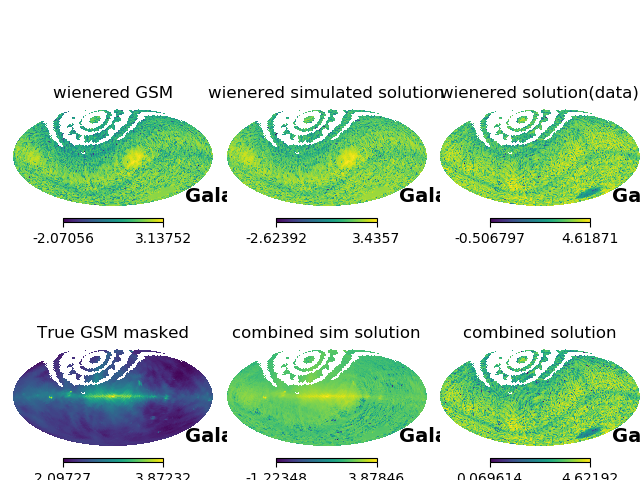 wienered GSM
wienered simulated solution
wienered solution(data)
Gala
Gala
Ga
-2.07056 3.13752
-2.62392 3.4357
-0.506797 4.61871
True GSM masked
combined sim solution
combined solution
Gala
Gala
Ga
2.09727 3.87232
-1.22348 3.87846
0.069614 4.62192